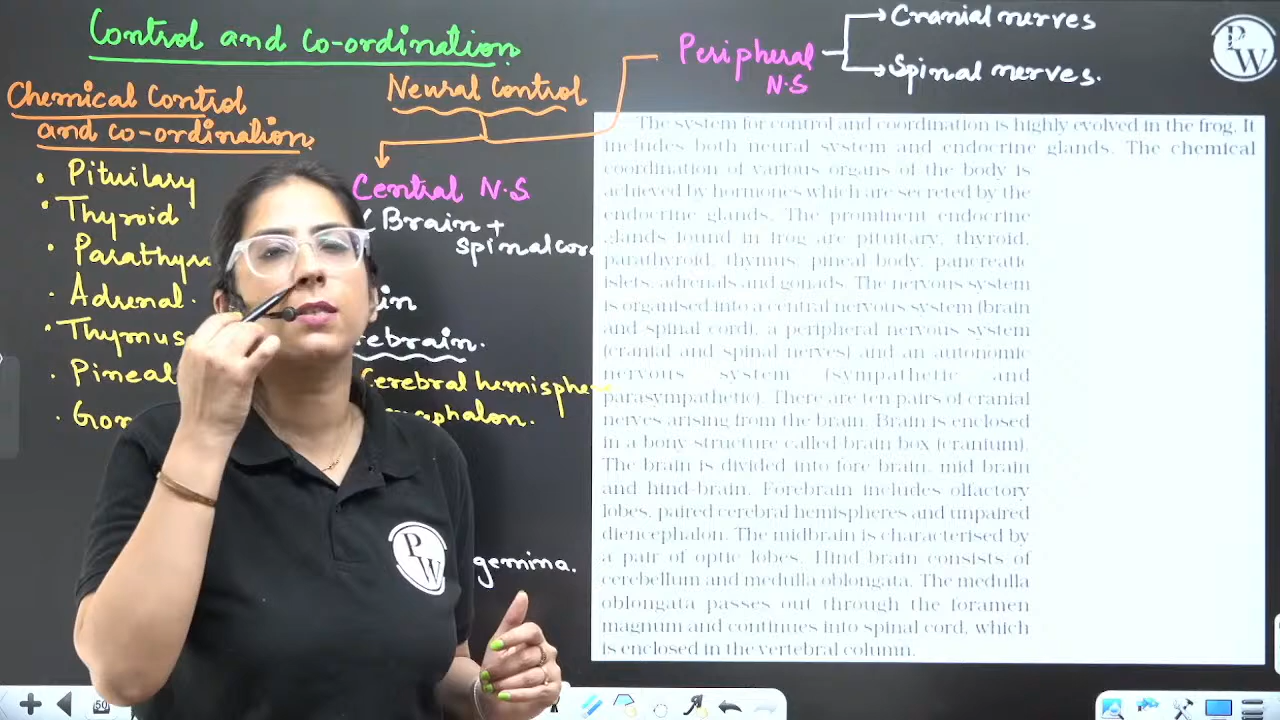 Control and Co-ordination.
Chemical Control
and co-ordination.
• Pituilary
• Thyroid
• Parathyr
• Adrenal.
• Thymus
• Pineal
• Gon
Neural Control
Central N.S
(Brain +
spinalcor
in
ebrain.
Cerebral hemispher
ncephalon.
gemina.
Peripheral
N.S
Cranial nerves
Spinal nerves.
PW
The system for control and coordination is highly evolved in the frog. It
includes both neural system and endocrine glands. The chemical
coordination of various organs of the body is
achieved by hormones which are secreted by the
endocrine glands. The prominent endocrine
glands found in frog are pituitary, thyroid,
parathyroid, thymus, pineal body, pancreatic
islets, adrenals and gonads. The nervous system
is organised into a central nervous system (brain
and spinal cord), a peripheral nervous system
(cranial and spinal nerves) and an autonomic
nervous system (sympathetic and
parasympathetic). There are ten pairs of cranial
nerves arising from the brain. Brain is enclosed
in a bony structure called brain box (cranium).
The brain is divided into fore brain, mid brain
and hind-brain. Forebrain includes olfactory
lobes, paired cerebral hemispheres and unpaired
diencephalon. The midbrain is characterised by
a pair of optic lobes. Hind brain consists of
cerebellum and medulla oblongata. The medulla
oblongata passes out through the foramen
magnum and continues into spinal cord, which
is enclosed in the vertebral column.
PW
50